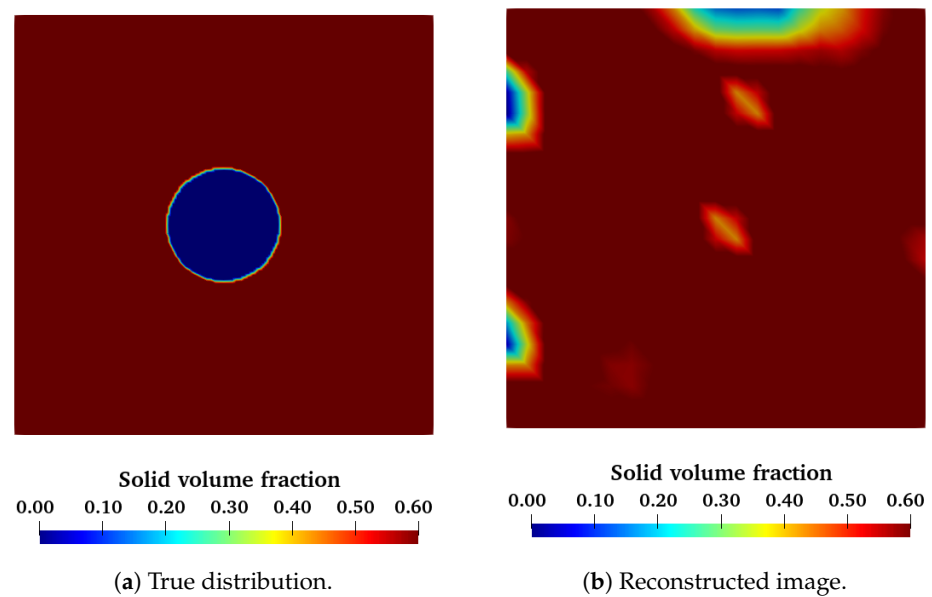 Solid volume fraction
0.00 0.10 0.20 0.30 0.40 0.50 0.60
(a) True distribution.
Solid volume fraction
0.00 0.10 0.20 0.30 0.40 0.50 0.60
(b) Reconstructed image.